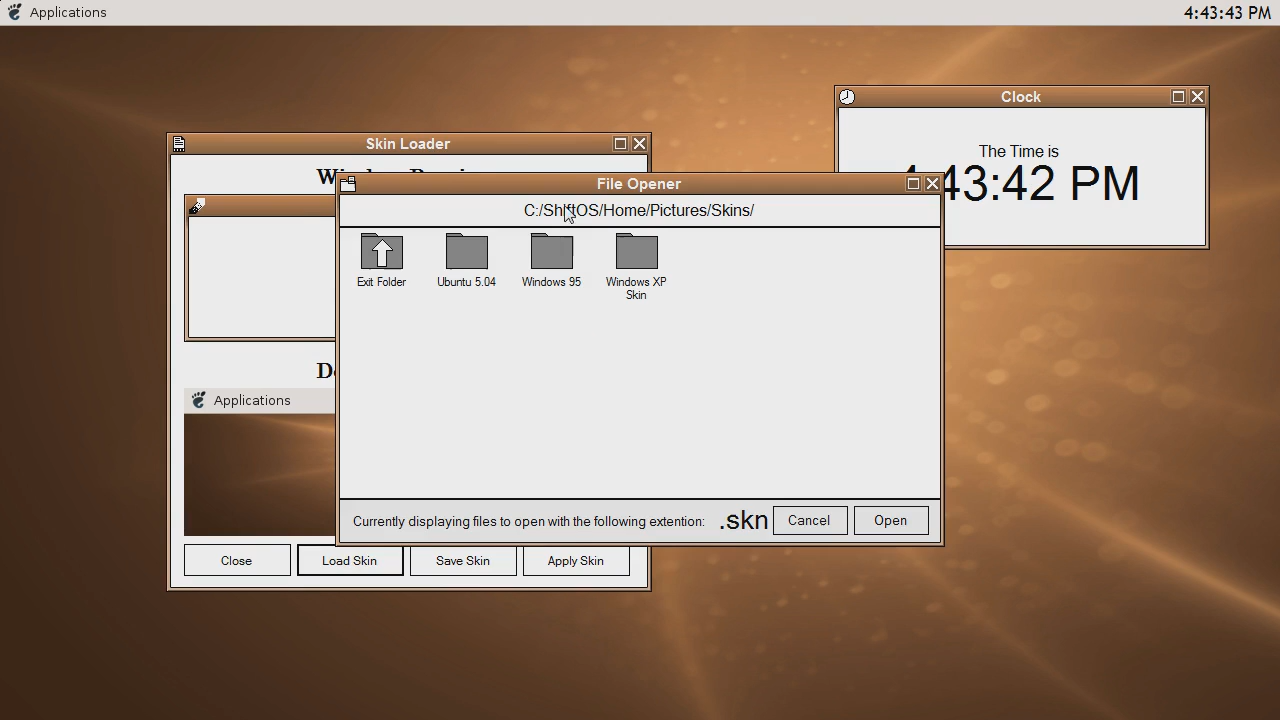 Applications
4:43:43 PM
Clock
The Time is
4:43:42 PM
Skin Loader
File Opener
C:/ShiftOS/Home/Pictures/Skins/
Exit Folder
Ubuntu 5.04
Windows 95
Windows XP
Skin
Applications
Currently displaying files to open with the following extention:
.skn
Cancel
Open
Close
Load Skin
Save Skin
Apply Skin